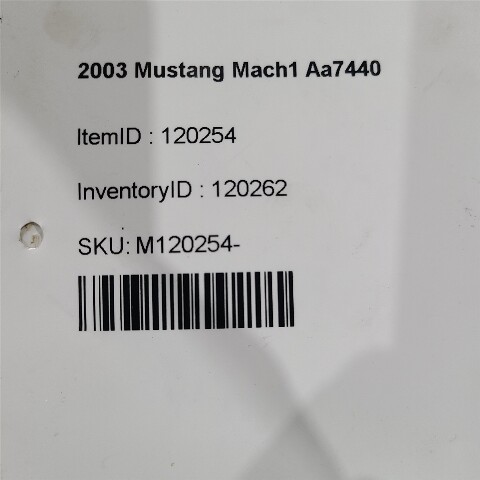 2003 Mustang Mach1 Aa7440
ItemID : 120254
InventoryID : 120262
SKU: M120254-